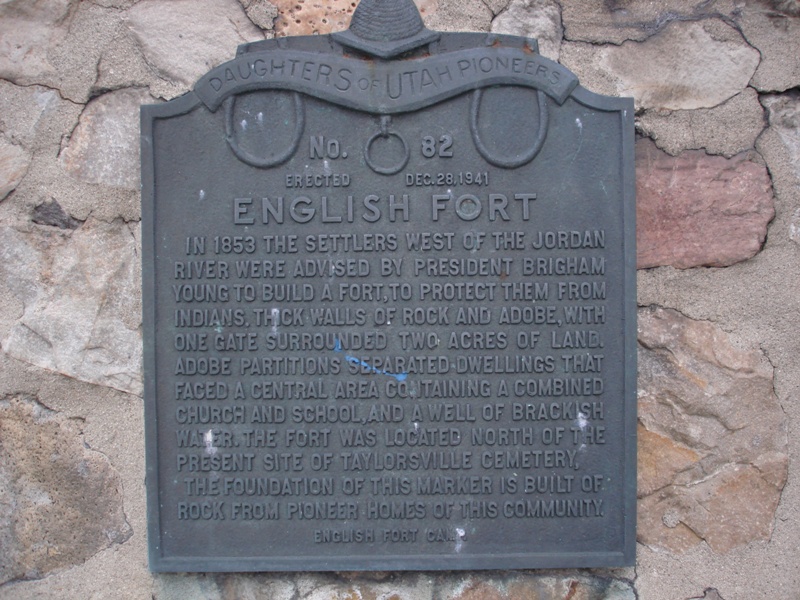 DAUGHTERS OF UTAH PIONEERS
No. 82
ERECTED DEC. 28, 1941
ENGLISH FORT
IN 1853 THE SETTLERS WEST OF THE JORDAN
RIVER WERE ADVISED BY PRESIDENT BRIGHAM
YOUNG TO BUILD A FORT, TO PROTECT THEM FROM
INDIANS. THICK WALLS OF ROCK AND ADOBE, WITH
ONE GATE SURROUNDED TWO ACRES OF LAND.
ADOBE PARTITIONS SEPARATED DWELLINGS THAT
FACED A CENTRAL AREA CONTAINING A COMBINED
CHURCH AND SCHOOL, AND A WELL OF BRACKISH
WATER. THE FORT WAS LOCATED NORTH OF THE
PRESENT SITE OF TAYLORSVILLE CEMETERY.
THE FOUNDATION OF THIS MARKER IS BUILT OF
ROCK FROM PIONEER HOMES OF THIS COMMUNITY.
ENGLISH FORT CAMP